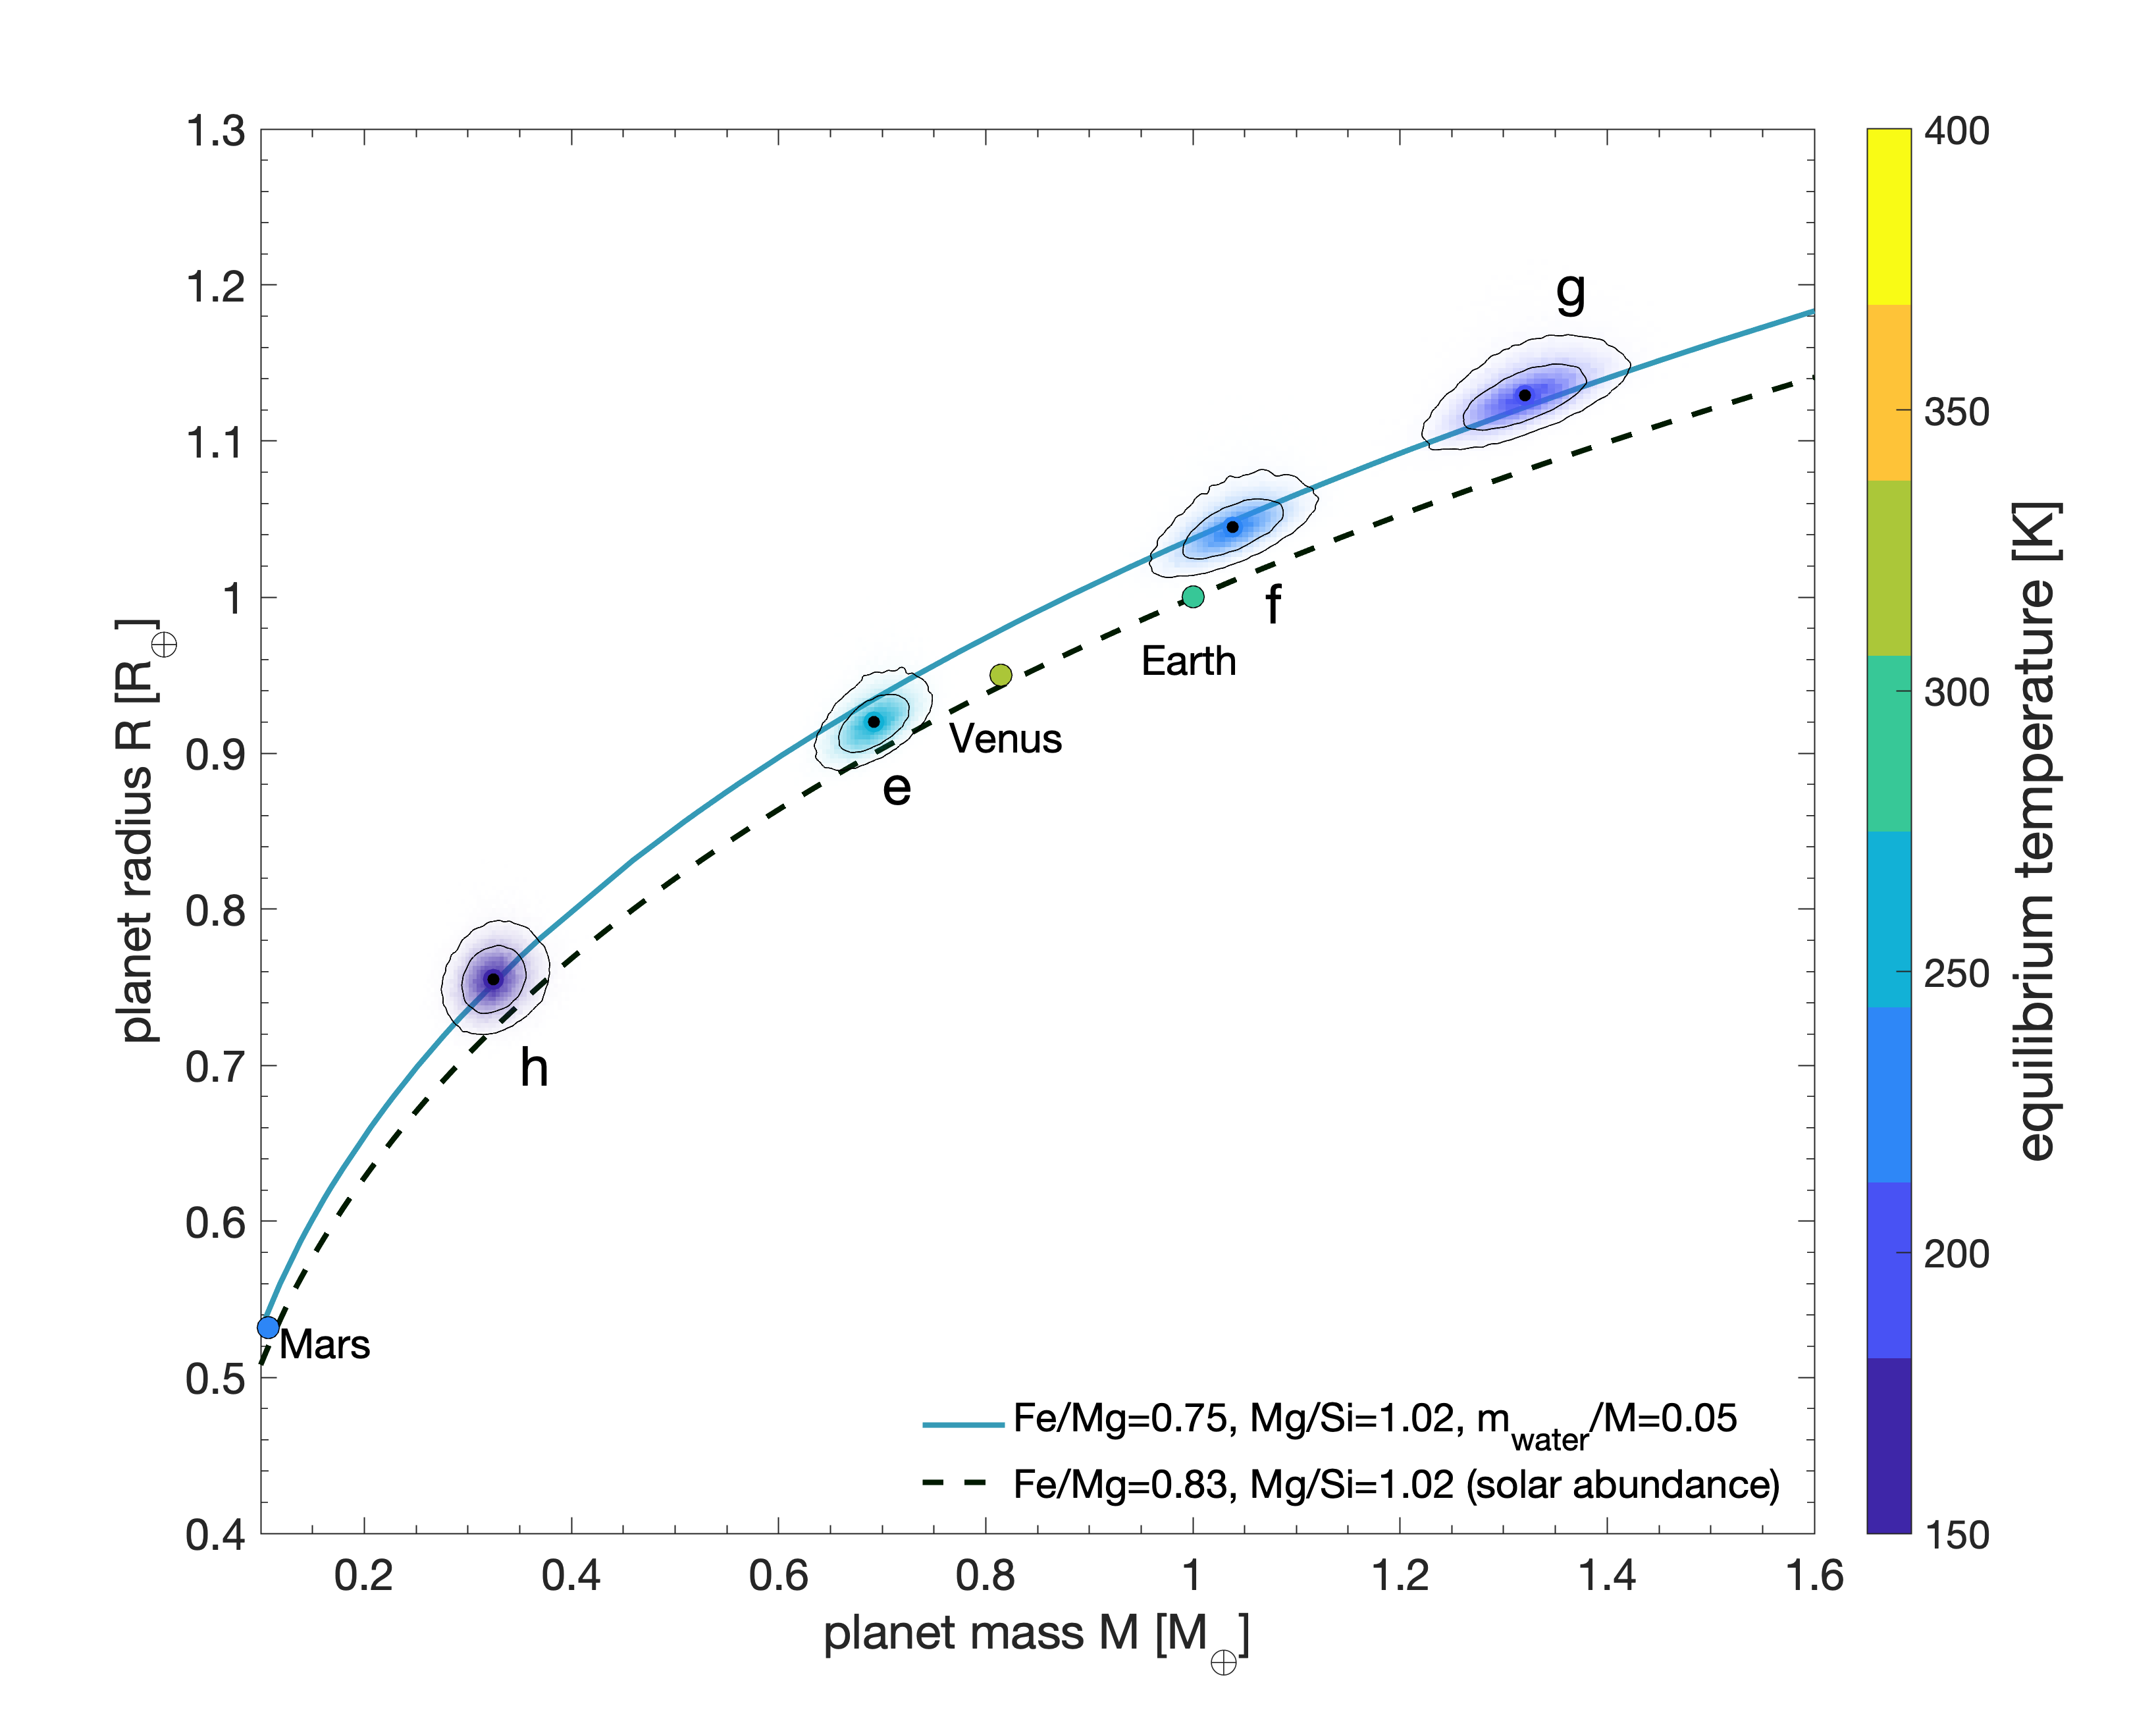 1.3
1.2
1.1
1
0.9
0.8
0.7
0.6
0.5
0.4
planet radius R [R⊕]
g
f
Earth
Venus
e
h
Mars
Fe/Mg=0.75, Mg/Si=1.02, mwater/M=0.05
Fe/Mg=0.83, Mg/Si=1.02 (solar abundance)
0.2 0.4 0.6 0.8 1 1.2 1.4 1.6
planet mass M [M⊕]
400
350
300
250
200
150
equilibrium temperature [K]